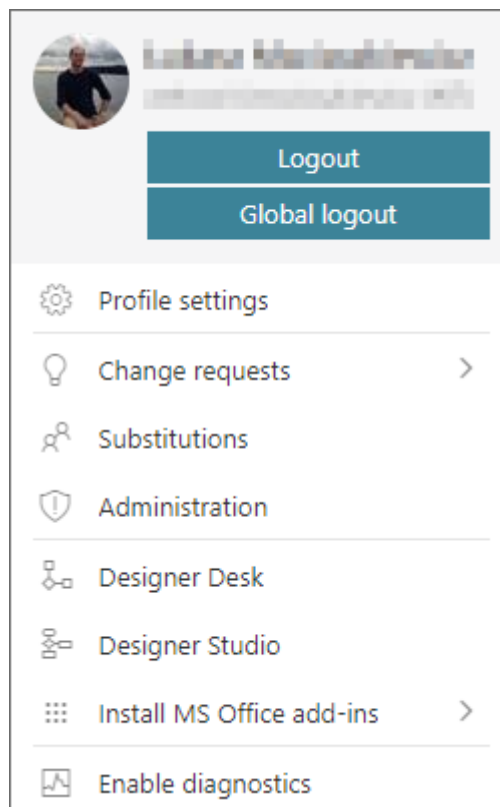 Logout
Global logout
Profile settings
Change requests
Substitutions
Administration
Designer Desk
Designer Studio
Install MS Office add-ins
Enable diagnostics